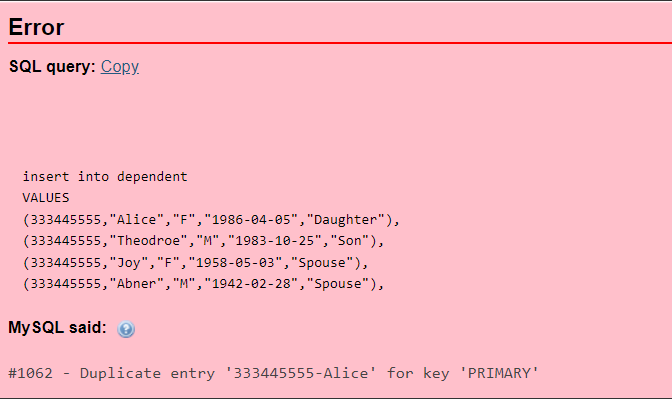 Error
SQL query: Copy
insert into dependent
VALUES
(333445555,"Alice","F","1986-04-05","Daughter"),
(333445555,"Theodroe","M","1983-10-25","Son"),
(333445555,"Joy","F","1958-05-03","Spouse"),
(333445555,"Abner","M","1942-02-28","Spouse"),
MySQL said: ?
#1062 - Duplicate entry '333445555-Alice' for key 'PRIMARY'